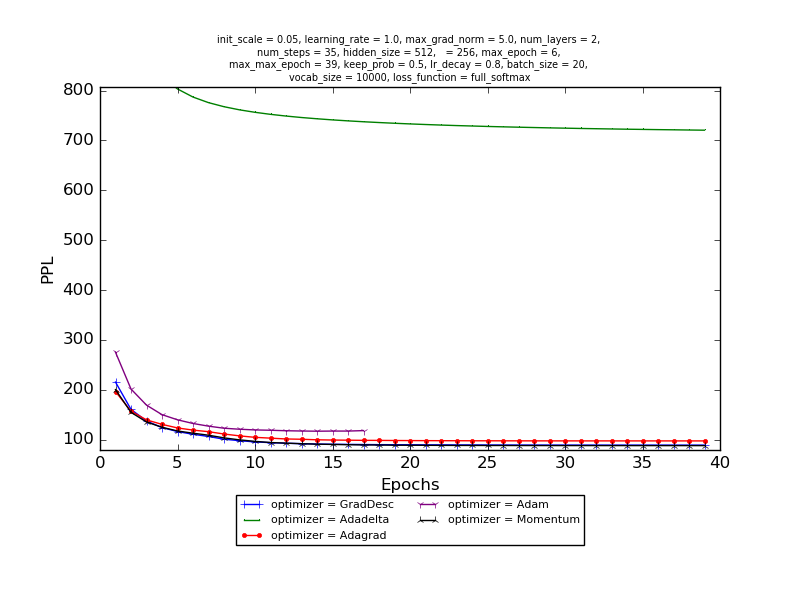 init_scale = 0.05, learning_rate = 1.0, max_grad_norm = 5.0, num_layers = 2,
num_steps = 35, hidden_size = 512,   = 256, max_epoch = 6,
max_max_epoch = 39, keep_prob = 0.5, lr_decay = 0.8, batch_size = 20,
vocab_size = 10000, loss_function = full_softmax
800
700
600
500
400
300
200
100
PPL
0 5 10 15 20 25 30 35 40
Epochs
optimizer = GradDesc
optimizer = Adadelta
optimizer = Adagrad
optimizer = Adam
optimizer = Momentum